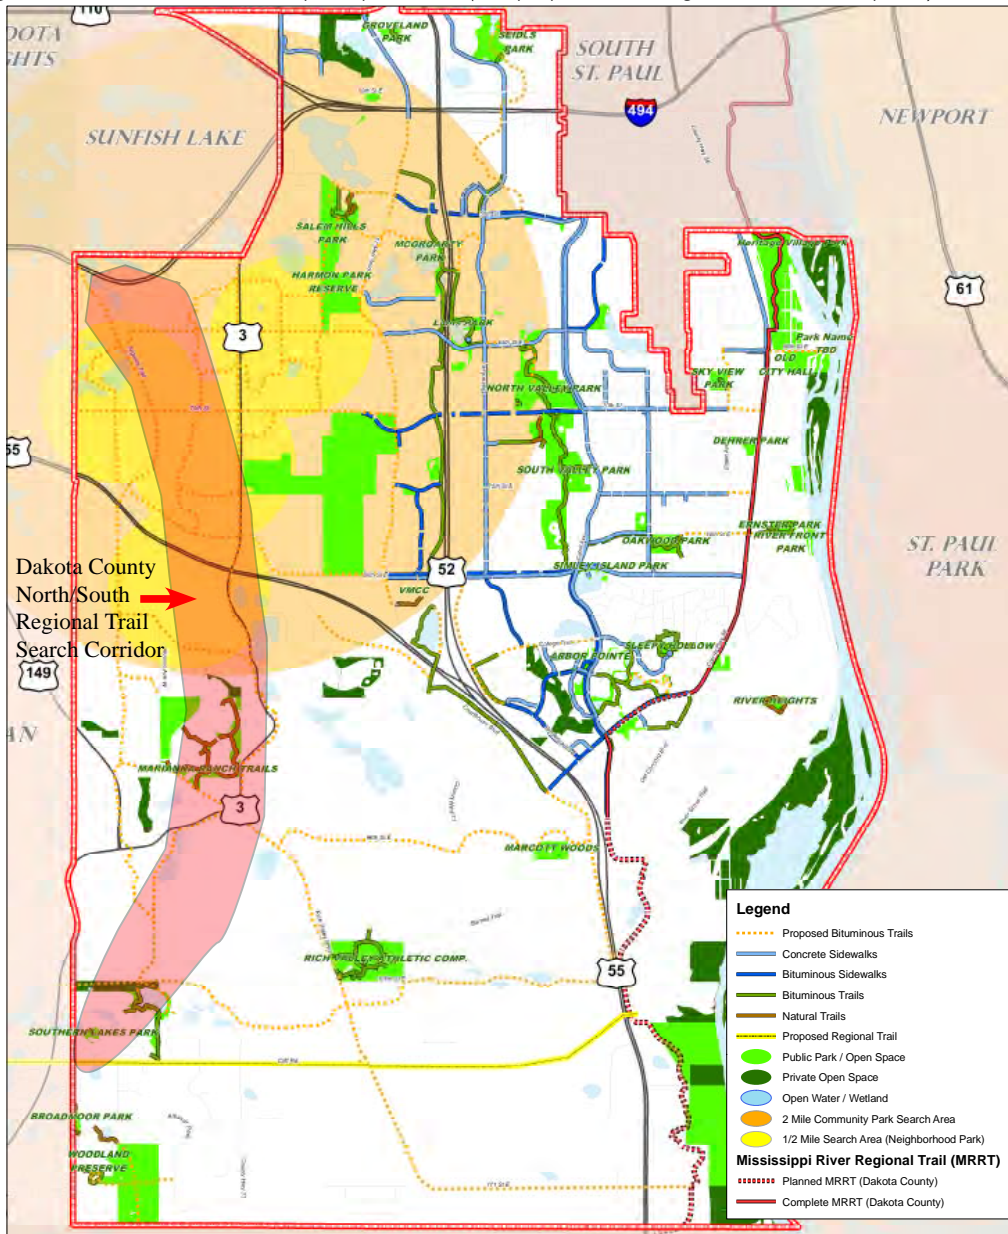 110
DOTA
GHTS
GROVELAND
PARK
SEIDLS
PARK
SOUTH
ST. PAUL
494
NEWPORT
SUNFISH LAKE
SALEM HILLS
PARK
MCGROARTY
PARK
HARMON PARK
RESERVE
Heritage Village Park
61
3
Park Name
TBD
OLD
CITY HALL
SKY VIEW
PARK
NORTH VALLEY PARK
DEHRER PARK
55
SOUTH VALLEY PARK
ERNSTER PARK
RIVER FRONT
PARK
OAKWOOD PARK
ST. PAUL
PARK
SIMLEY ISLAND PARK
52
VMCC
Dakota County
North/South
Regional Trail
Search Corridor
149
AN
SLEEPY HOLLOW
ARBOR POINTE
RIVER HEIGHTS
MARIANNA RANCH TRAILS
3
MARCOTT WOODS
RICH VALLEY ATHLETIC COMP.
55
SOUTHERN LAKES PARK
BROADMOOR PARK
WOODLAND
PRESERVE
Legend
Proposed Bituminous Trails
Concrete Sidewalks
Bituminous Sidewalks
Bituminous Trails
Natural Trails
Proposed Regional Trail
Public Park / Open Space
Private Open Space
Open Water / Wetland
2 Mile Community Park Search Area
1/2 Mile Search Area (Neighborhood Park)
Mississippi River Regional Trail (MRRT)
Planned MRRT (Dakota County)
Complete MRRT (Dakota County)